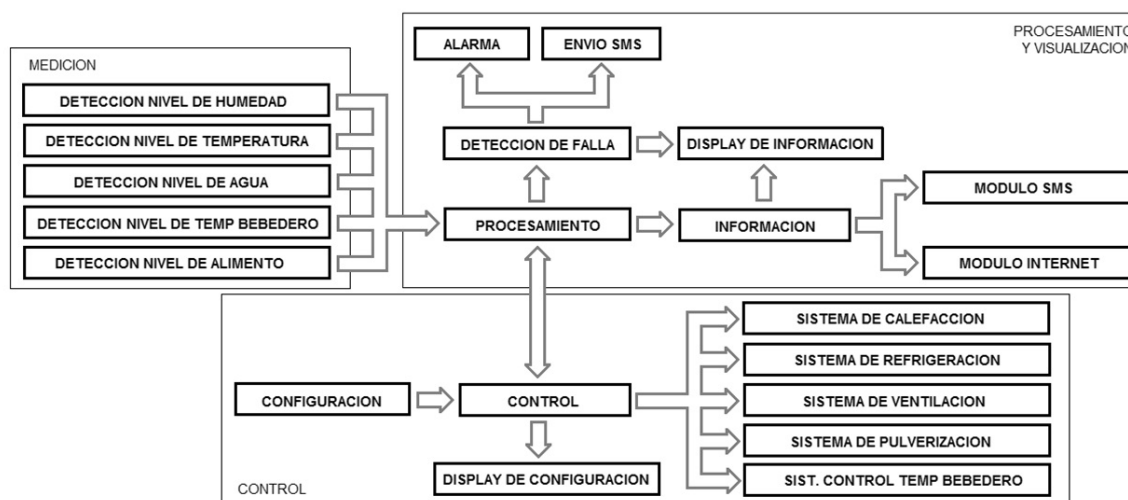 PROCESAMIENTO
Y VISUALIZACION
ALARMA
ENVIO SMS
MEDICION
DETECCION NIVEL DE HUMEDAD
DETECCION NIVEL DE TEMPERATURA
DETECCION DE FALLA
DISPLAY DE INFORMACION
DETECCION NIVEL DE AGUA
MODULO SMS
DETECCION NIVEL DE TEMP BEBEDERO
PROCESAMIENTO
INFORMACION
DETECCION NIVEL DE ALIMENTO
MODULO INTERNET
SISTEMA DE CALEFACCION
SISTEMA DE REFRIGERACION
CONFIGURACION
CONTROL
SISTEMA DE VENTILACION
SISTEMA DE PULVERIZACION
DISPLAY DE CONFIGURACION
SIST. CONTROL TEMP BEBEDERO
CONTROL